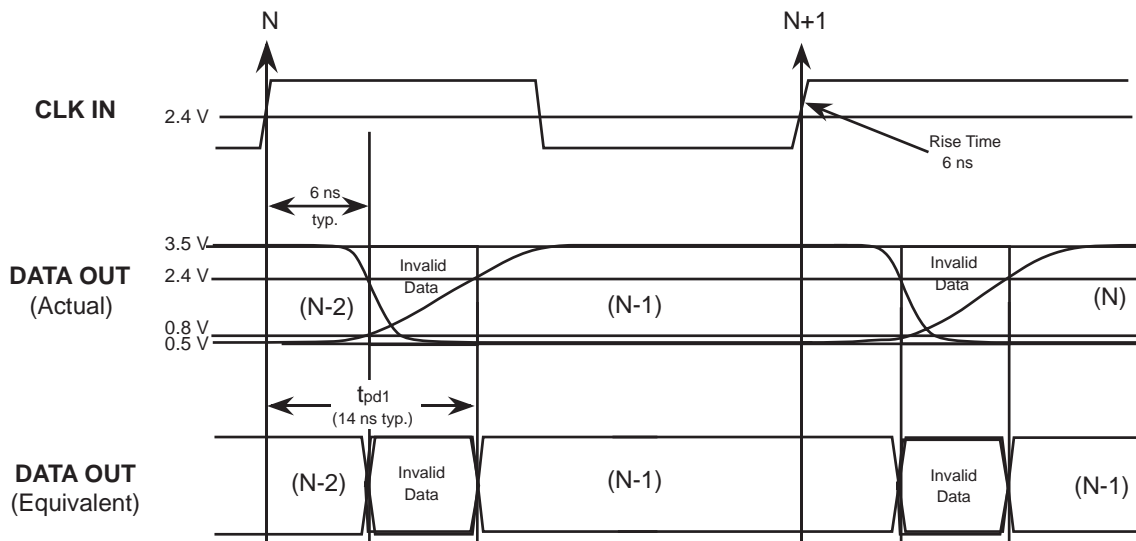 N
N+1
CLK IN
2.4 V
Rise Time
6 ns
6 ns
typ.
3.5 V
DATA OUT
(Actual)
2.4 V
Invalid
Data
Invalid
Data
(N-2)
(N-1)
(N)
0.8 V
0.5 V
tpd1
(14 ns typ.)
DATA OUT
(Equivalent)
(N-2)
Invalid
Data
(N-1)
Invalid
Data
(N-1)